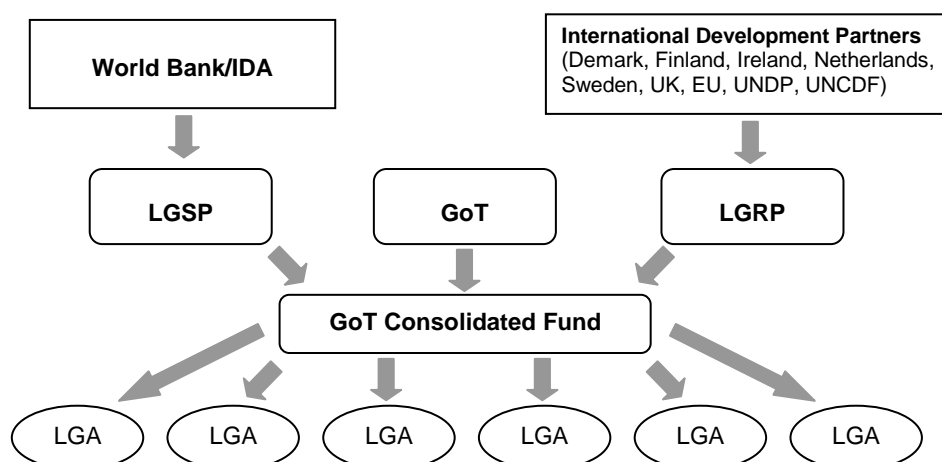 World Bank/IDA
International Development Partners
(Demark, Finland, Ireland, Netherlands,
Sweden, UK, EU, UNDP, UNCDF)
LGSP
GoT
LGRP
GoT Consolidated Fund
LGA
LGA
LGA
LGA
LGA
LGA